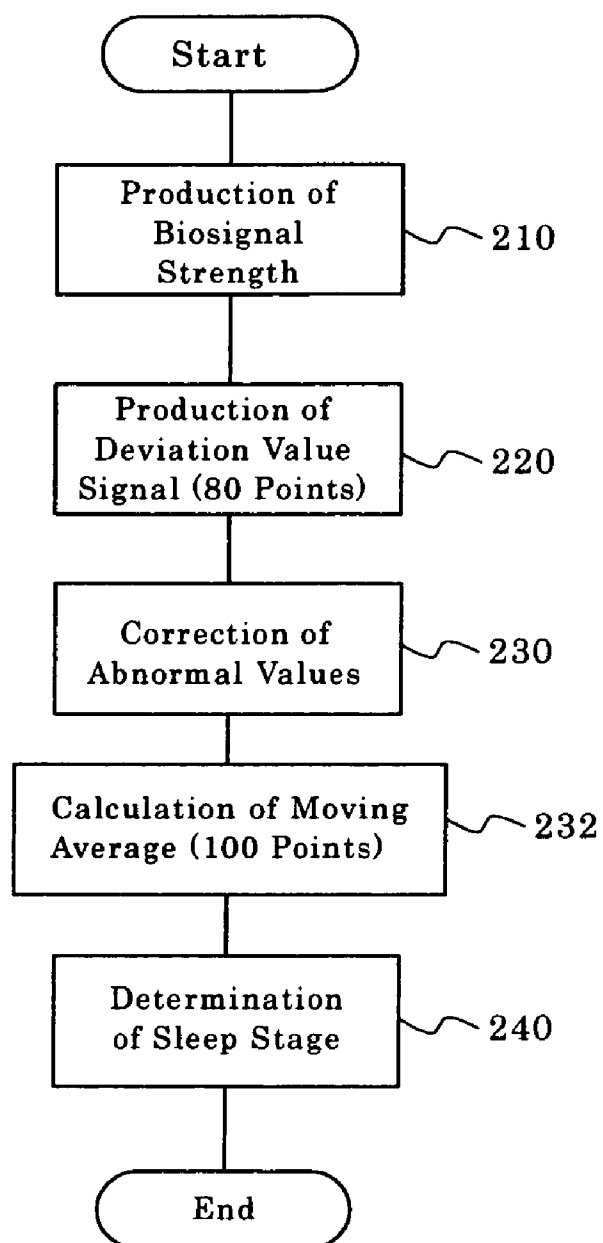 Start
Production of
Biosignal
Strength
210
Production of
Deviation Value
Signal (80 Points)
220
Correction of
Abnormal Values
230
Calculation of Moving
Average (100 Points)
232
Determination
of Sleep Stage
240
End